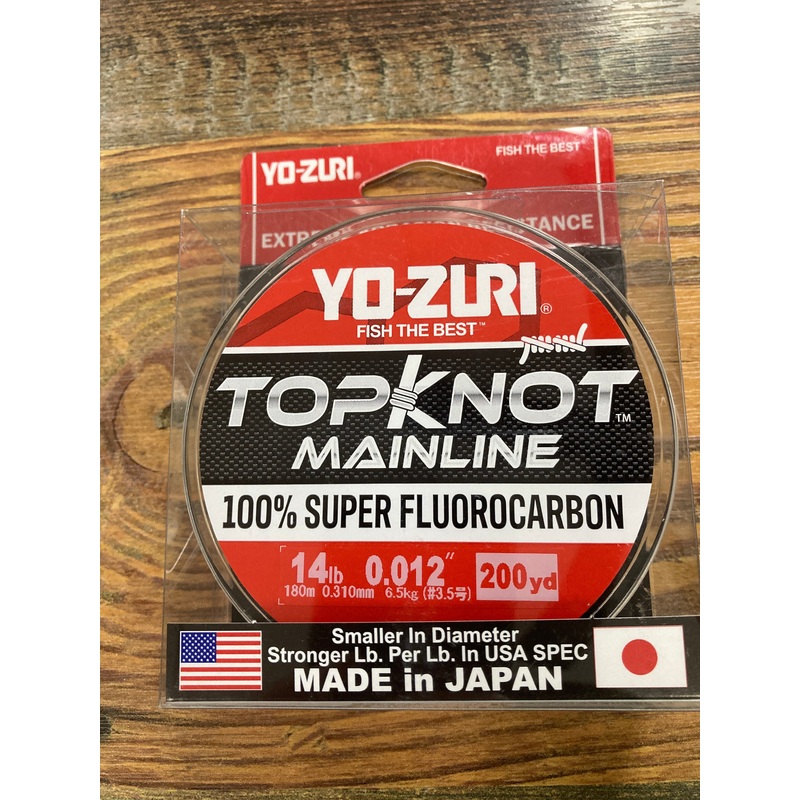 YO-ZURI®
FISH THE BEST®
RESISTANCE
YO-ZURI®
FISH THE BEST™
TOPKNOT™
MAINLINE
100% SUPER FLUOROCARBON
14lb 0.012” 200yd
180m 0.310mm 6.5kg (#3.5号)
Smaller In Diameter
Stronger Lb. Per Lb. In USA SPEC
MADE in JAPAN